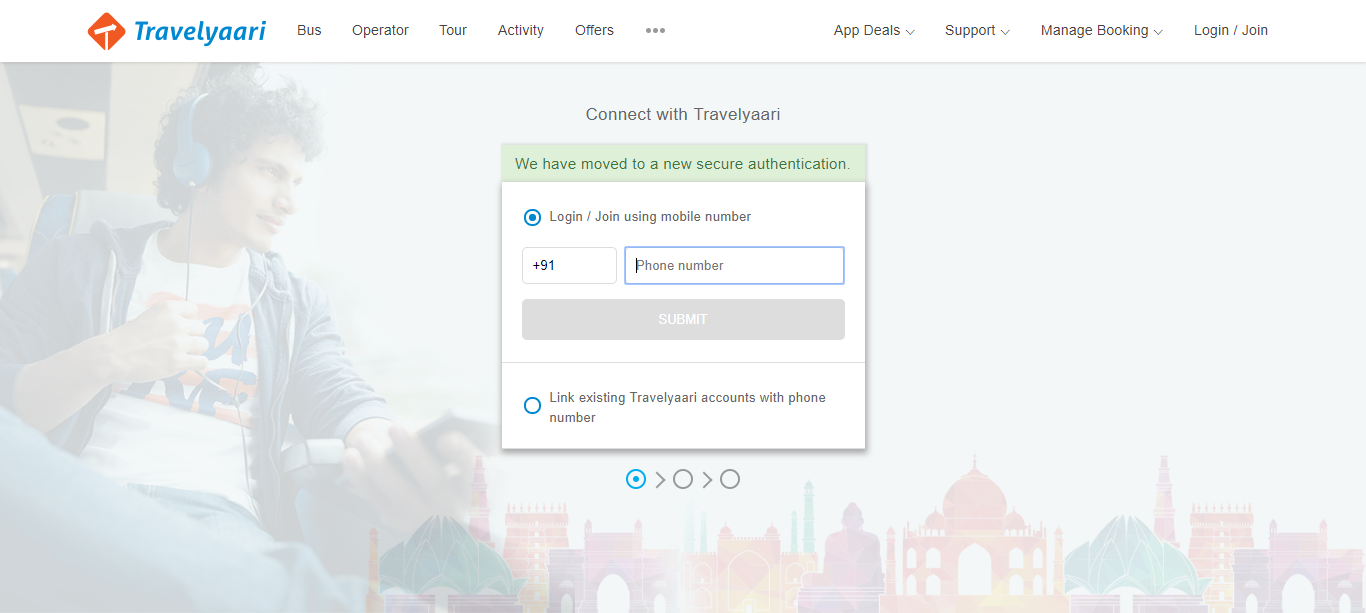 Travelyaari Bus Operator Tour Activity Offers ••• App Deals Support Manage Booking Login / Join
Connect with Travelyaari
We have moved to a new secure authentication.
Login / Join using mobile number
+91 Phone number
SUBMIT
Link existing Travelyaari accounts with phone
number